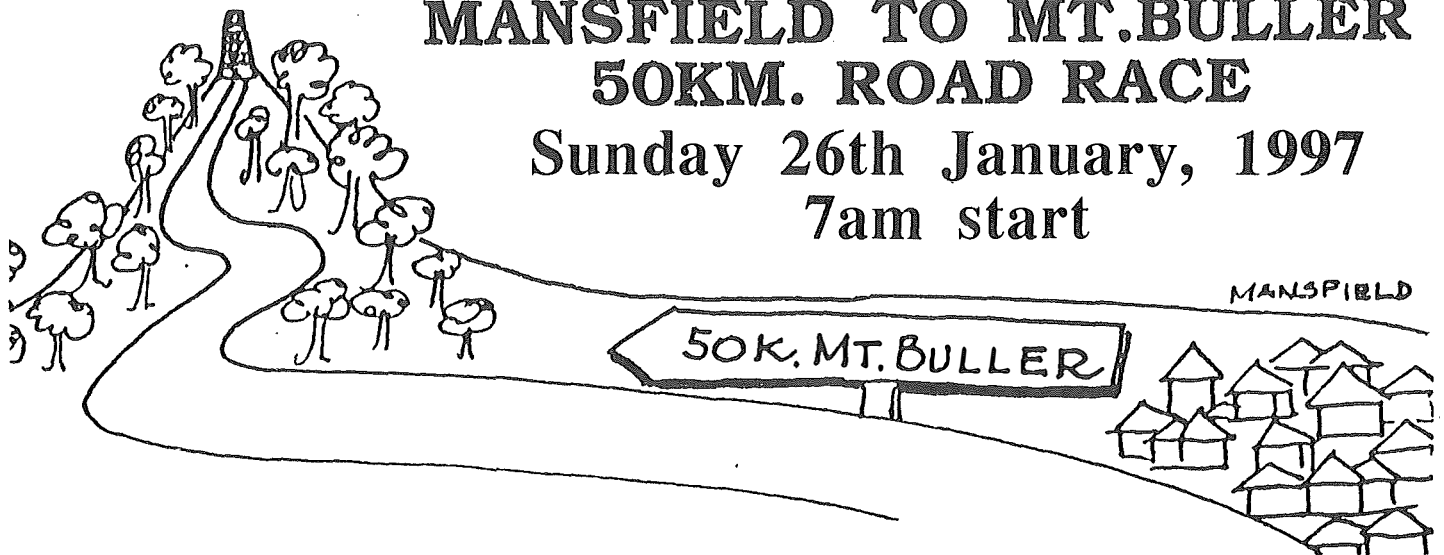 MANSFIELD TO MT.BULLER
50KM. ROAD RACE
Sunday 26th January, 1997
7am start
MANSFIELD
50K. MT. BULLER